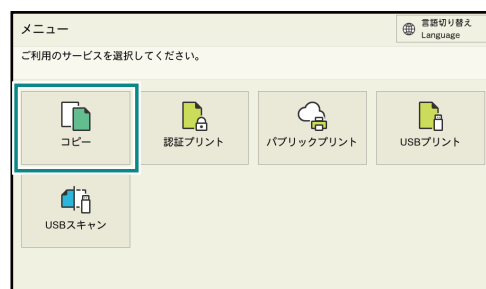 メニュー
言語切り替え
Language
ご利用のサービスを選択してください。
コピー
認証プリント
パブリックプリント
USBプリント
USBスキャン